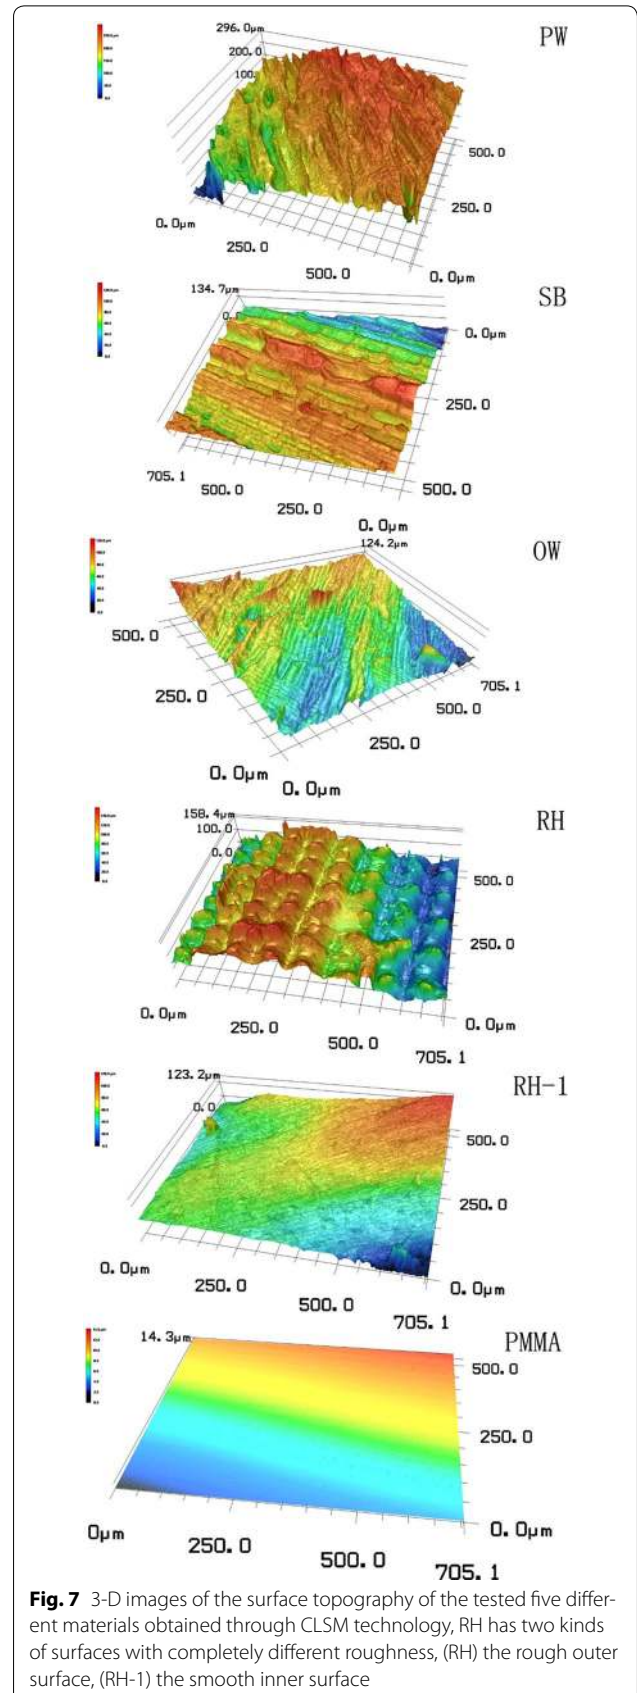 296.0μm
PW
200.0
100.
500.0
250.0
0.0μm
250.0
500.0
0.0μm
134.7μm
SB
0.0μm
250.0
705.1
500.0
250.0
500.0
0.0μm
124.2μm
OW
500.0
250.0
705.1
500.0
250.0
0.0μm
0.0μm
158.4μm
RH
100.0
0.0
500.0
250.0
0.0μm
250.0
0.0μm
500.0
705.1
123.2μm
RH-1
0.0
500.0
250.0
0.0μm
250.0
0.0μm
500.0
705.1
14.3μm
PMMA
500.0
250.0
0μm
0.0μm
250.0
500.0
705.1
Fig. 7 3-D images of the surface topography of the tested five differ-
ent materials obtained through CLSM technology, RH has two kinds
of surfaces with completely different roughness, (RH) the rough outer
surface, (RH-1) the smooth inner surface